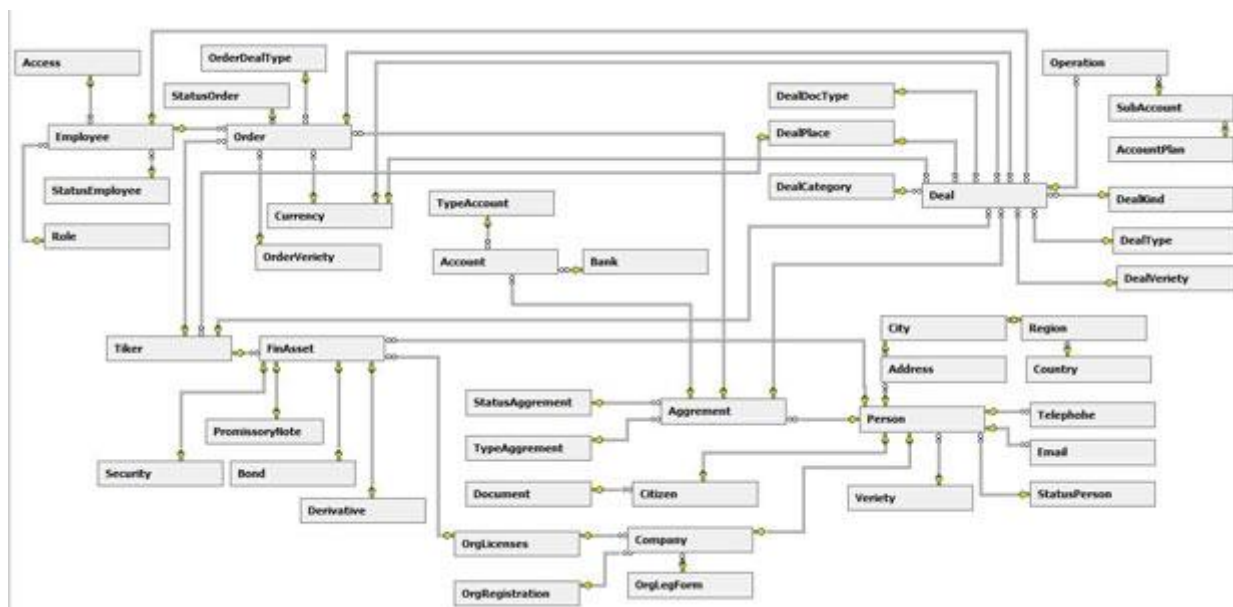 Access
OrderDealType
StatusOrder
Employee
Order
StatusEmployee
Role
Currency
OrderVeriety
TypeAccount
Account
Bank
Operation
DealDocType
SubAccount
DealPlace
AccountPlan
DealCategory
Deal
DealKind
DealType
DealVeriety
Tiker
FinAsset
City
Region
Address
Country
StatusAggrement
Aggrement
Person
Telephohe
PromissoryNote
TypeAggrement
Email
Security
Bond
Document
Citizen
Veriety
StatusPerson
Derivative
OrgLicenses
Company
OrgRegistration
OrgLegForm